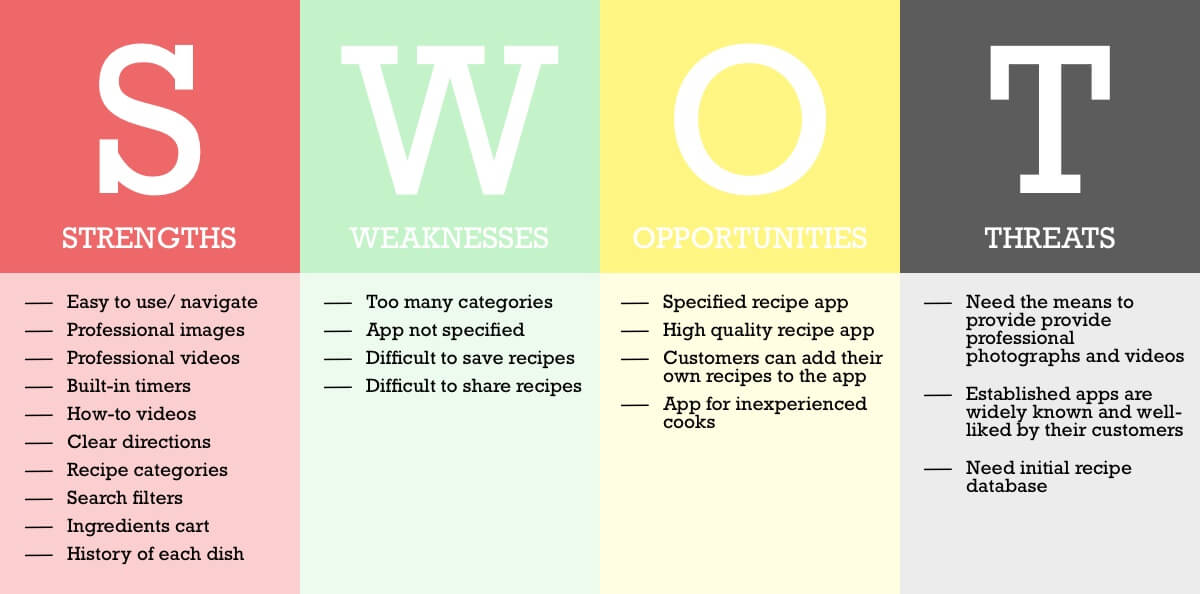 S
STRENGTHS
— Easy to use/ navigate
— Professional images
— Professional videos
— Built-in timers
— How-to videos
— Clear directions
— Recipe categories
— Search filters
— Ingredients cart
— History of each dish
W
WEAKNESSES
— Too many categories
— App not specified
— Difficult to save recipes
— Difficult to share recipes
O
OPPORTUNITIES
— Specified recipe app
— High quality recipe app
— Customers can add their
own recipes to the app
— App for inexperienced
cooks
T
THREATS
— Need the means to
provide provide
professional
photographs and videos
— Established apps are
widely known and well-
liked by their customers
— Need initial recipe
database